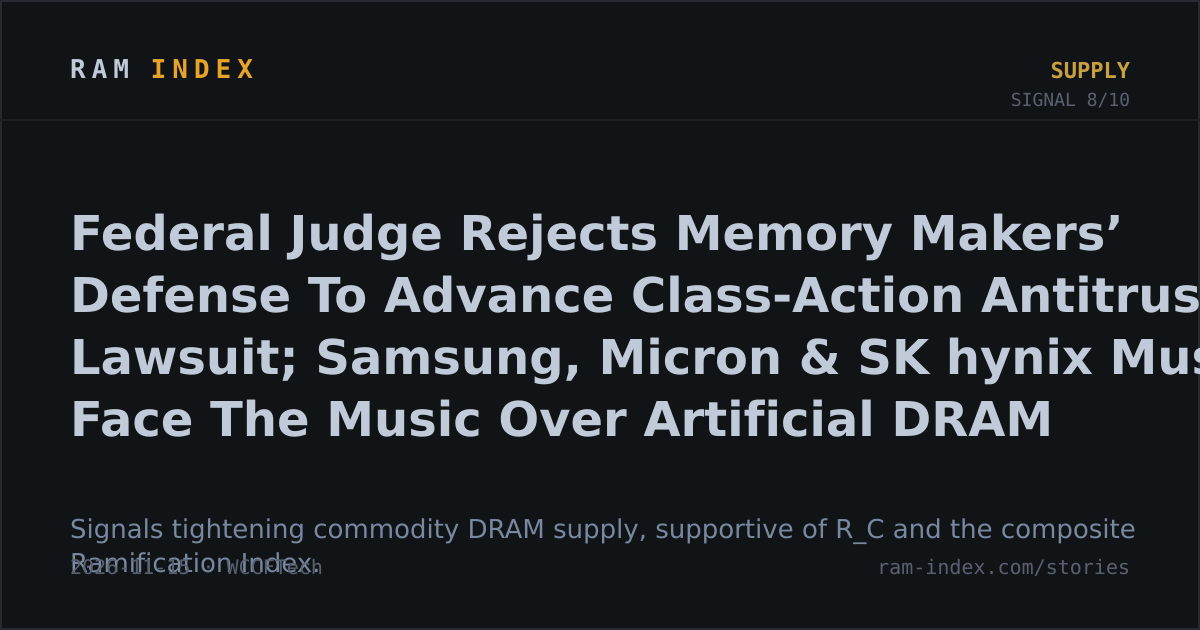 RAM INDEX
SUPPLY
SIGNAL 8/10
Federal Judge Rejects Memory Makers’
Defense To Advance Class-Action Antitrus
Lawsuit; Samsung, Micron & SK hynix Mus
Face The Music Over Artificial DRAM
Signals tightening commodity DRAM supply, supportive of R_C and the composite
Ramification Index.
WCCFTech
ram-index.com/stories